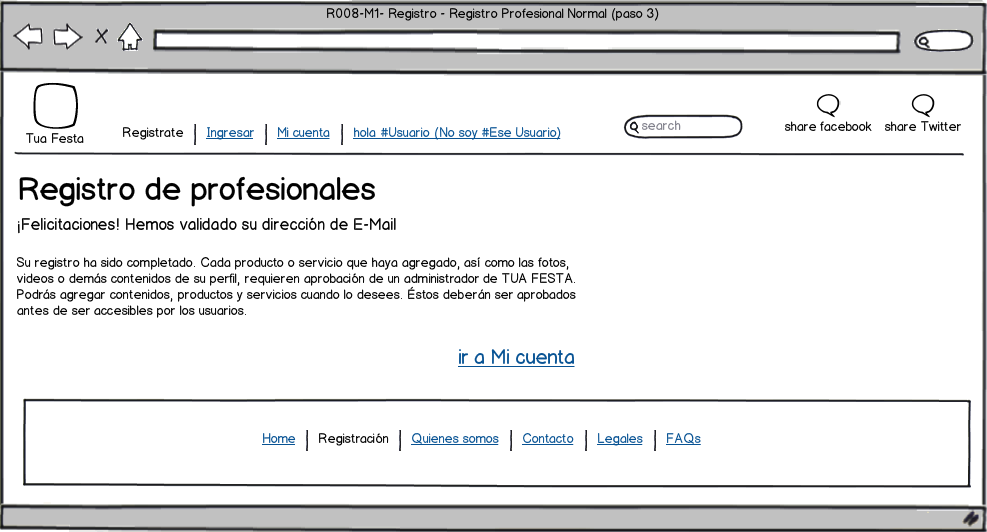 R008-M1- Registro - Registro Profesional Normal (paso 3)
Tua Festa
Registrate | Ingresar | Mi cuenta | hola #Usuario (No soy #Ese Usuario)
search
share facebook
share Twitter
Registro de profesionales
¡Felicitaciones! Hemos validado su dirección de E-Mail
Su registro ha sido completado. Cada producto o servicio que haya agregado, así como las fotos,
videos o demás contenidos de su perfil, requieren aprobación de un administrador de TUA FESTA.
Podrás agregar contenidos, productos y servicios cuando lo desees. Éstos deberán ser aprobados
antes de ser accesibles por los usuarios.
ir a Mi cuenta
Home | Registración | Quienes somos | Contacto | Legales | FAQs